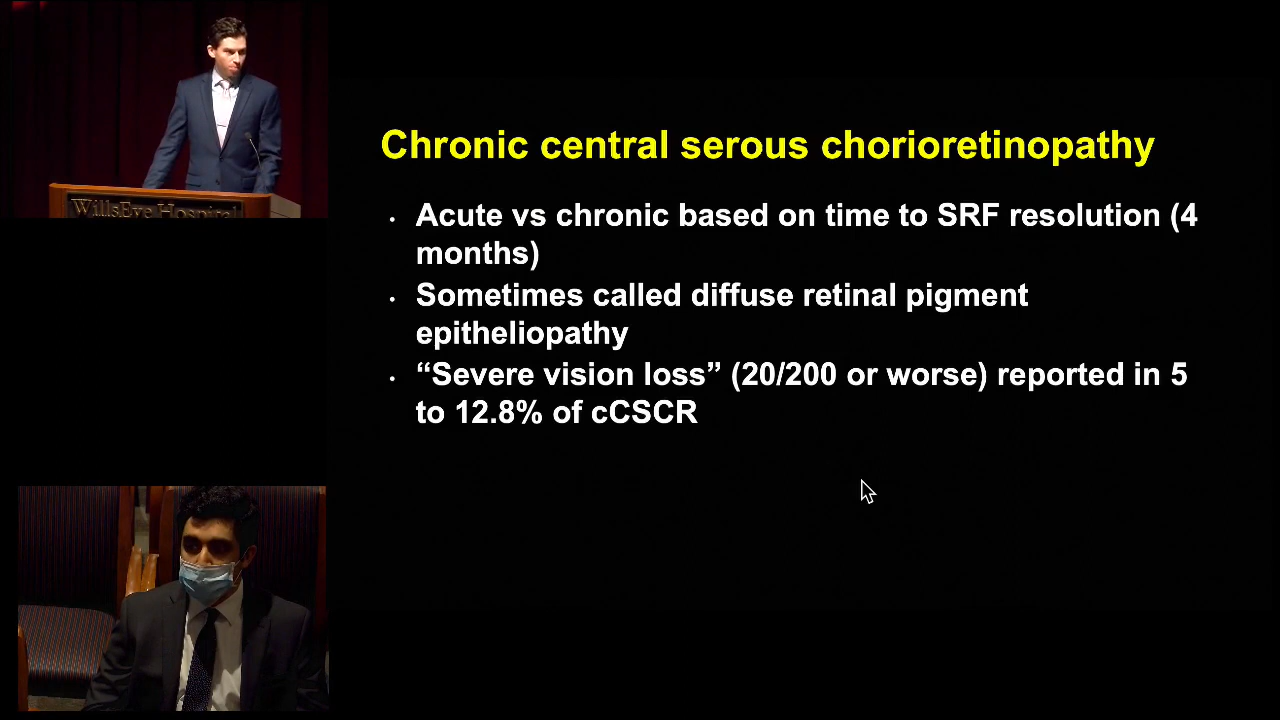 WillsEye Hospital
Chronic central serous chorioretinopathy
• Acute vs chronic based on time to SRF resolution (4
months)
• Sometimes called diffuse retinal pigment
epitheliopathy
• “Severe vision loss” (20/200 or worse) reported in 5
to 12.8% of cCSCR